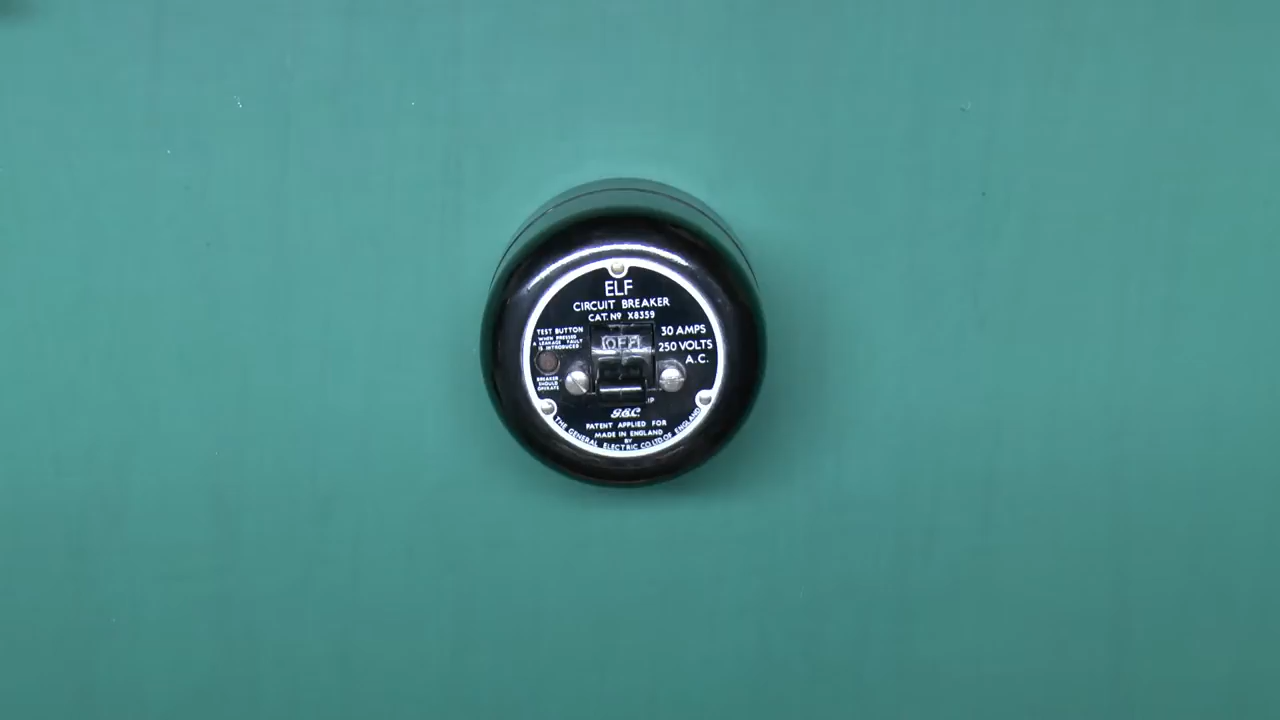 ELF
CIRCUIT BREAKER
CAT. Nº X8359
TEST BUTTON
WHEN PRESSED
A LEAKAGE FAULT
IS INTRODUCED
BREAKER
SHOULD
OPERATE
OFF
30 AMPS
250 VOLTS
A.C.
G.E.C.
PATENT APPLIED FOR
MADE IN ENGLAND
BY
THE GENERAL ELECTRIC CO. LTD. OF ENGLAND